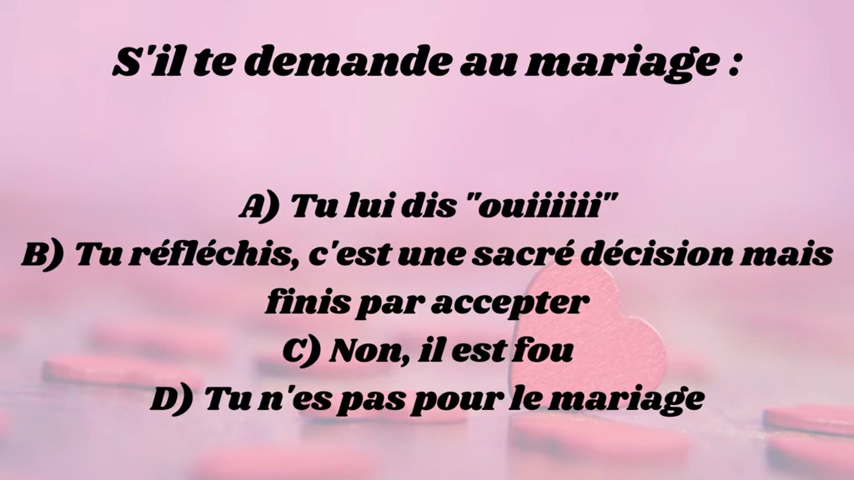 S'il te demande au mariage :
A) Tu lui dis "ouiiiiii"
B) Tu réfléchis, c'est une sacré décision mais
finis par accepter
C) Non, il est fou
D) Tu n'es pas pour le mariage